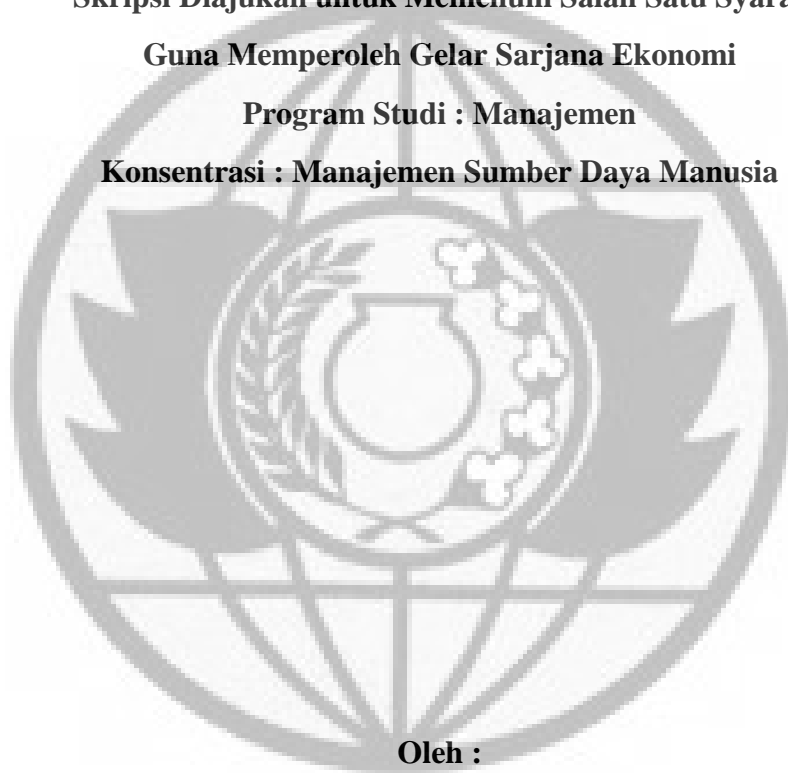 Skripsi Diajukan untuk Memenuhi Salah Satu Syara
Guna Memperoleh Gelar Sarjana Ekonomi
Program Studi : Manajemen
Konsentrasi : Manajemen Sumber Daya Manusia
Oleh :